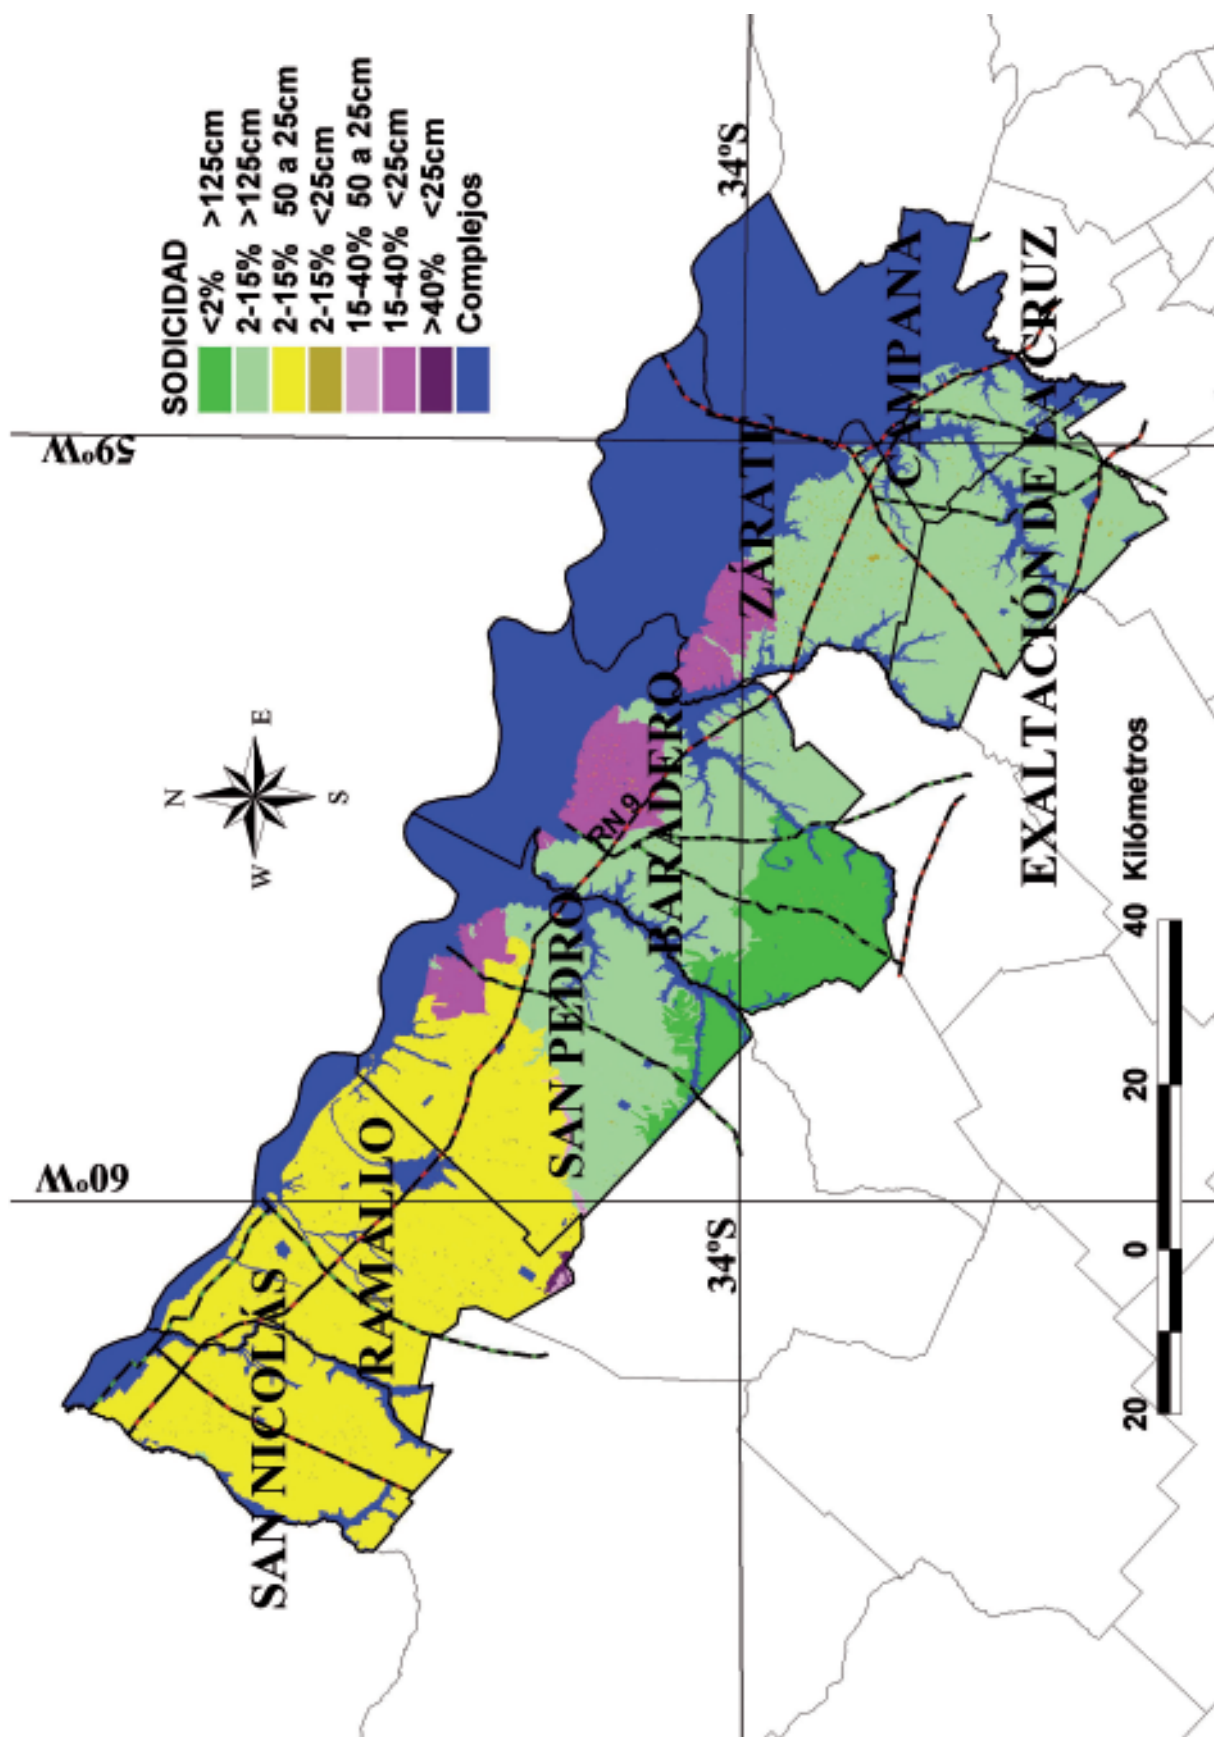 SODICIDAD
<2% >125cm
2-15% >125cm
2-15% 50 a 25cm
2-15% <25cm
15-40% 50 a 25cm
15-40% <25cm
>40% <25cm
Complejos
60°W
59°W
N
W
E
S
SAN NICOLÁS
RAMALLO
SAN PEDRO
RN 9
BARADERO
ZÁRATE
34°S
34°S
CAMPANA
EXALTACIÓN DE LA CRUZ
20 0 20 40 Kilómetros